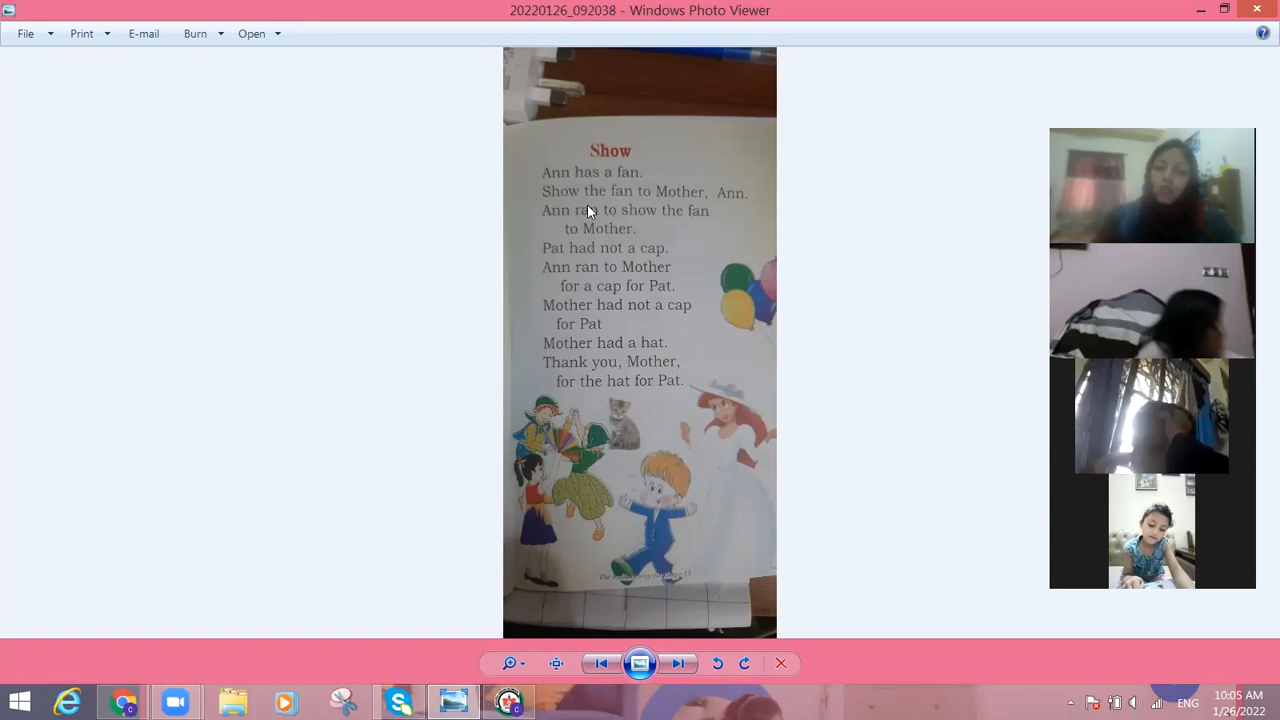 20220126_092038 - Windows Photo Viewer
File Print E-mail Burn Open
Show
Ann has a fan.
Show the fan to Mother, Ann.
Ann ran to show the fan
to Mother.
Pat had not a cap.
Ann ran to Mother
for a cap for Pat.
Mother had not a cap
for Pat
Mother had a hat.
Thank you, Mother,
for the hat for Pat.
ENG
10:05 AM
1/26/2022